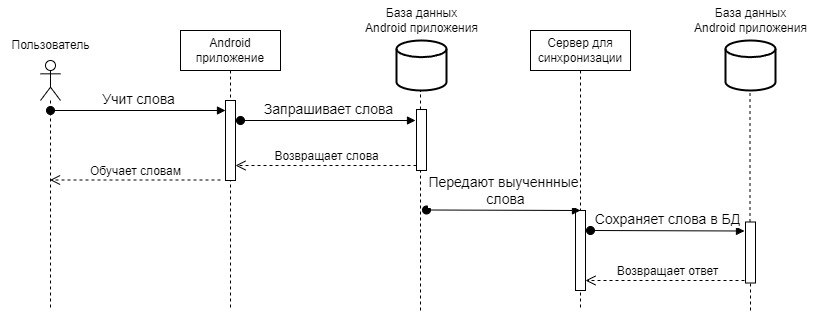 Пользователь
Android
приложение
База данных
Android приложения
Сервер для
синхронизации
База данных
Android приложения
Учит слова
Запрашивает слова
Возвращает слова
Обучает словам
Передают выученнные
слова
Сохраняет слова в БД
Возвращает ответ